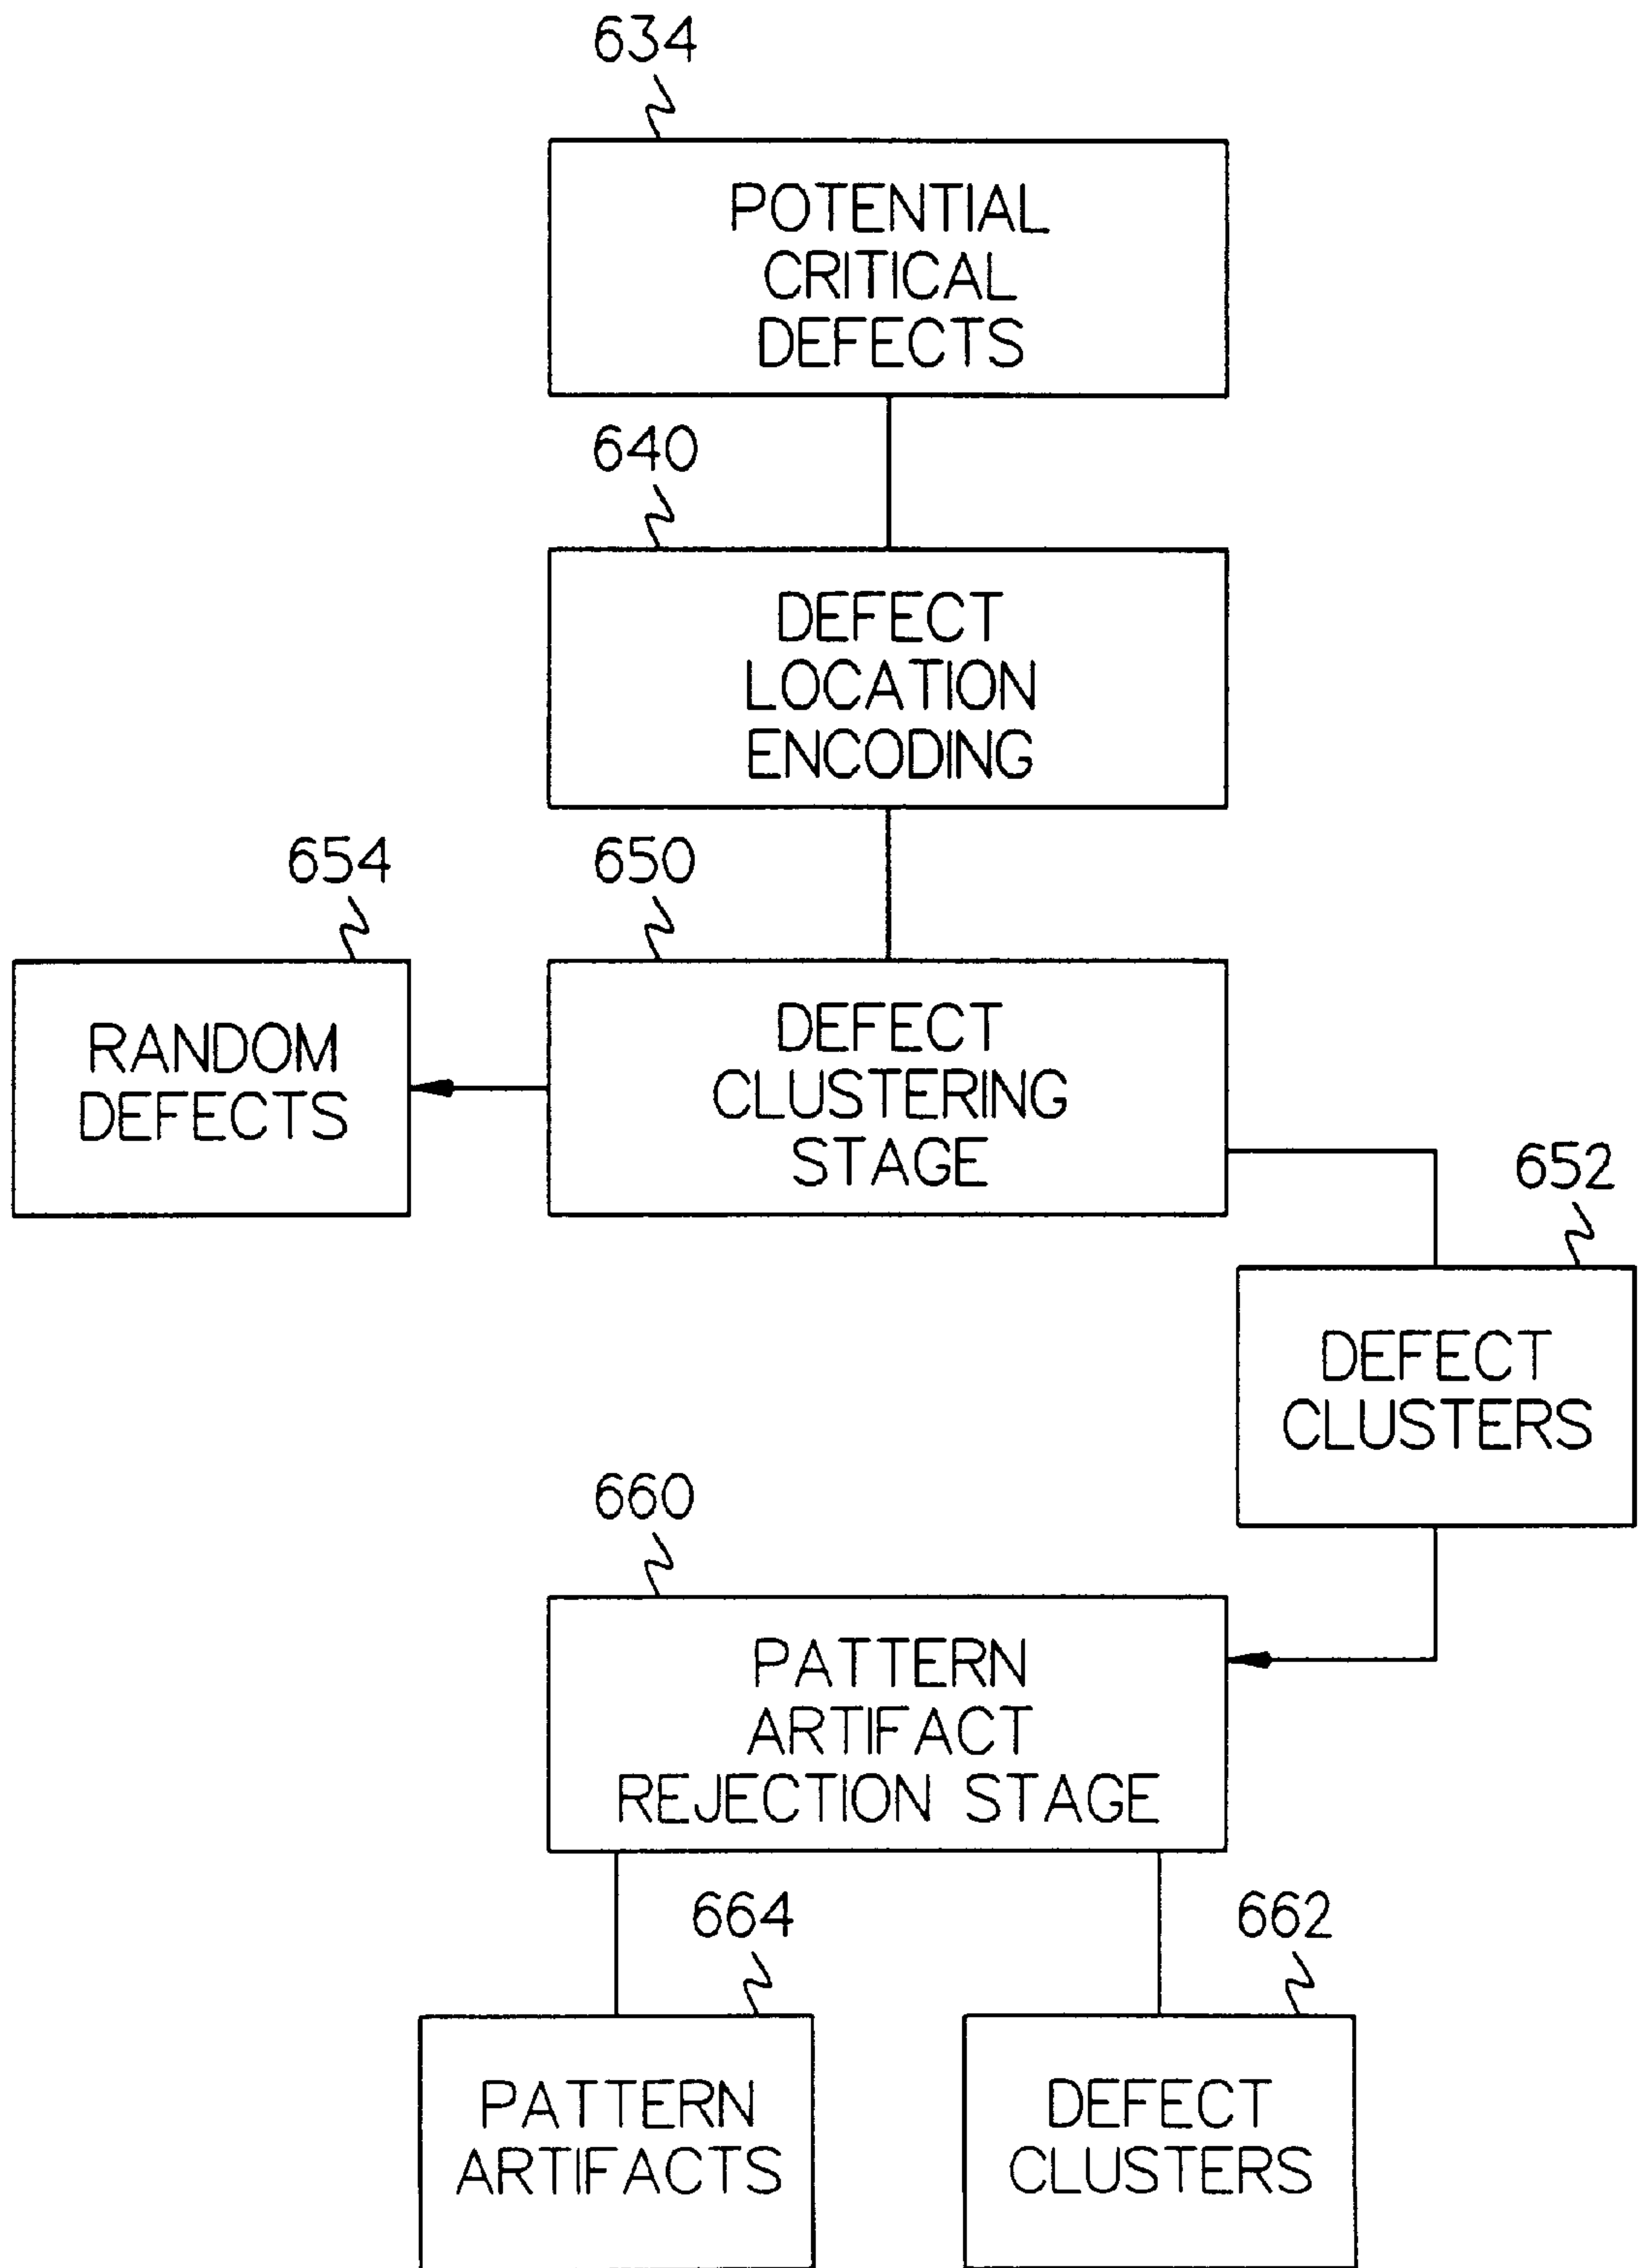 634
POTENTIAL
CRITICAL
DEFECTS
640
DEFECT
LOCATION
ENCODING
654
650
RANDOM
DEFECTS
DEFECT
CLUSTERING
STAGE
652
DEFECT
CLUSTERS
660
PATTERN
ARTIFACT
REJECTION STAGE
664
662
PATTERN
ARTIFACTS
DEFECT
CLUSTERS